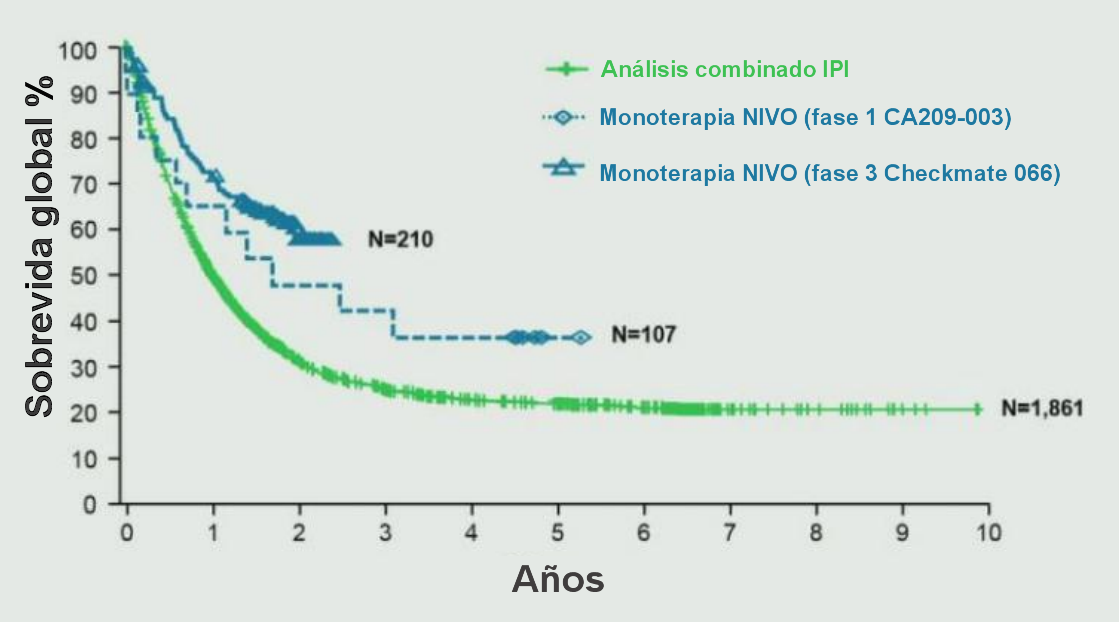 Sobrevida global %
100
90
80
70
60
50
40
30
20
10
0
Análisis combinado IPI
Monoterapia NIVO (fase 1 CA209-003)
Monoterapia NIVO (fase 3 Checkmate 066)
N=210
N=107
N=1,861
0 1 2 3 4 5 6 7 8 9 10
Años